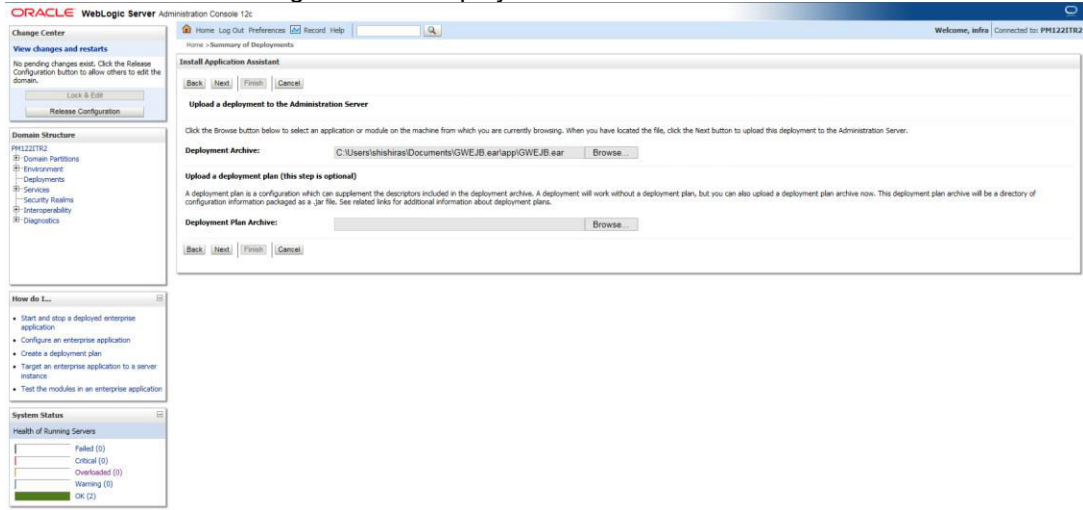 ORACLE WebLogic Server Administration Console 12c
Change Center
View changes and restarts
No pending changes exist. Click the Release
Configuration button to allow others to edit the
domain.
Lock & Edit
Release Configuration
Domain Structure
PM122ITR2
Domain Partitions
Environment
Deployments
Services
Security Realms
Interoperability
Diagnostics
How do I...
Start and stop a deployed enterprise
application
Configure an enterprise application
Create a deployment plan
Target an enterprise application to a server
instance
Test the modules in an enterprise application
System Status
Health of Running Servers
Failed (0)
Critical (0)
Overloaded (0)
Warning (0)
OK (2)
Home Log Out Preferences Record Help
Welcome, infra Connected to: PM122ITR2
Home >Summary of Deployments
Install Application Assistant
Back Next Finish Cancel
Upload a deployment to the Administration Server
Click the Browse button below to select an application or module on the machine from which you are currently browsing. When you have located the file, click the Next button to upload this deployment to the Administration Server.
Deployment Archive: C:\Users\shishiras\Documents\GWEJB.ear\app\GWEJB.ear Browse...
Upload a deployment plan (this step is optional)
A deployment plan is a configuration which can supplement the descriptors included in the deployment archive. A deployment will work without a deployment plan, but you can also upload a deployment plan archive now. This deployment plan archive will be a directory of
configuration information packaged as a .jar file. See related links for additional information about deployment plans.
Deployment Plan Archive: Browse...
Back Next Finish Cancel